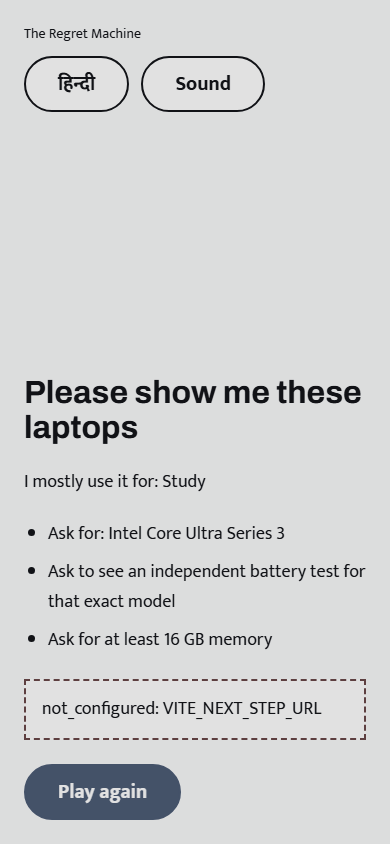 The Regret Machine
हिन्दी
Sound
Please show me these
laptops
I mostly use it for: Study
Ask for: Intel Core Ultra Series 3
Ask to see an independent battery test for
that exact model
Ask for at least 16 GB memory
not_configured: VITE_NEXT_STEP_URL
Play again